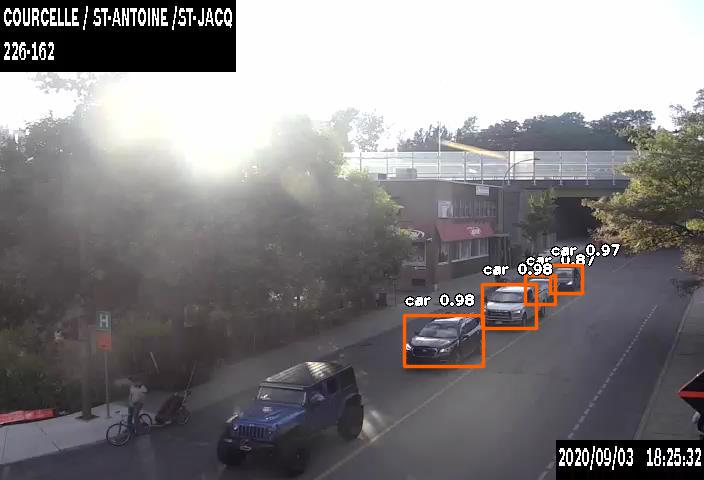 COURCELLE / ST-ANTOINE /ST-JACQ
226-162
car 0.97
car 0.87
car 0.98
car 0.98
H
2020/09/03 18:25:32